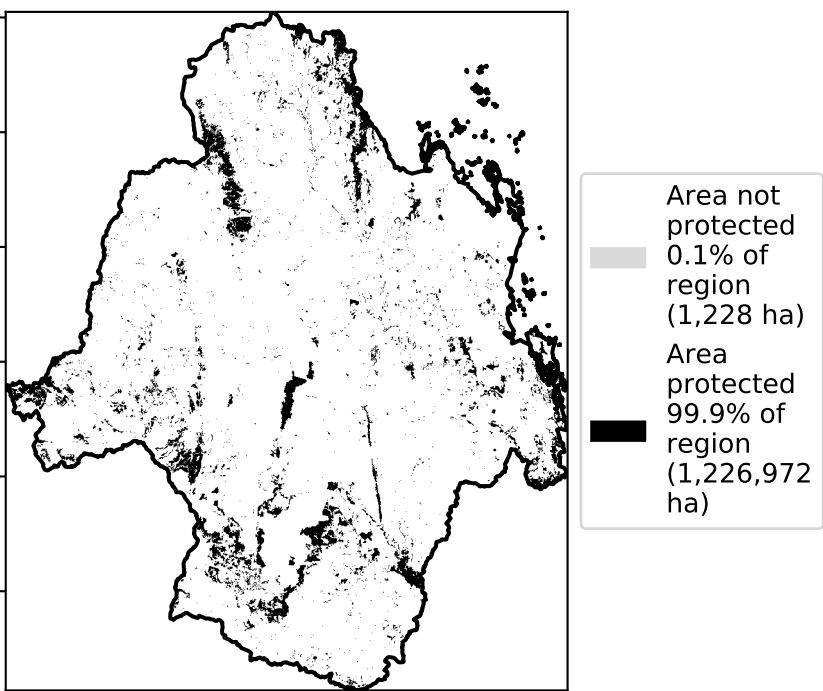 Area not
protected
0.1% of
region
(1,228 ha)
Area
protected
99.9% of
region
(1,226,972
ha)